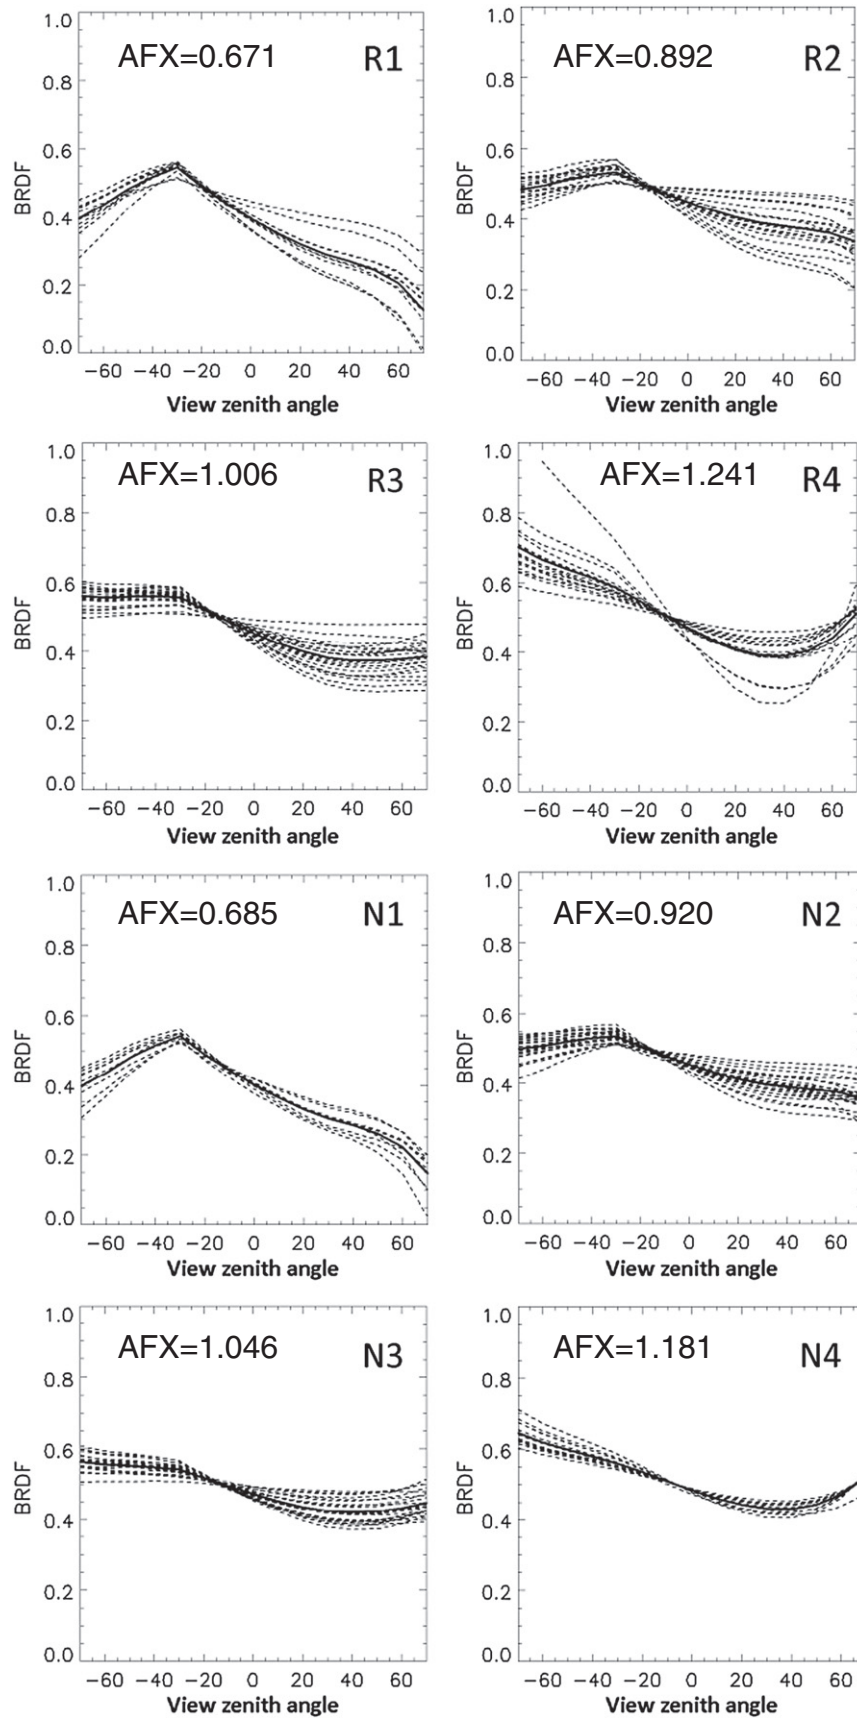 AFX=0.671 R1
1.0
0.8
0.6
0.4
0.2
0.0
BRDF
−60 −40 −20 0 20 40 60
View zenith angle
AFX=0.892 R2
1.0
0.8
0.6
0.4
0.2
0.0
BRDF
−60 −40 −20 0 20 40 60
View zenith angle
AFX=1.006 R3
1.0
0.8
0.6
0.4
0.2
0.0
BRDF
−60 −40 −20 0 20 40 60
View zenith angle
AFX=1.241 R4
1.0
0.8
0.6
0.4
0.2
0.0
BRDF
−60 −40 −20 0 20 40 60
View zenith angle
AFX=0.685 N1
1.0
0.8
0.6
0.4
0.2
0.0
BRDF
−60 −40 −20 0 20 40 60
View zenith angle
AFX=0.920 N2
1.0
0.8
0.6
0.4
0.2
0.0
BRDF
−60 −40 −20 0 20 40 60
View zenith angle
AFX=1.046 N3
1.0
0.8
0.6
0.4
0.2
0.0
BRDF
−60 −40 −20 0 20 40 60
View zenith angle
AFX=1.181 N4
1.0
0.8
0.6
0.4
0.2
0.0
BRDF
−60 −40 −20 0 20 40 60
View zenith angle